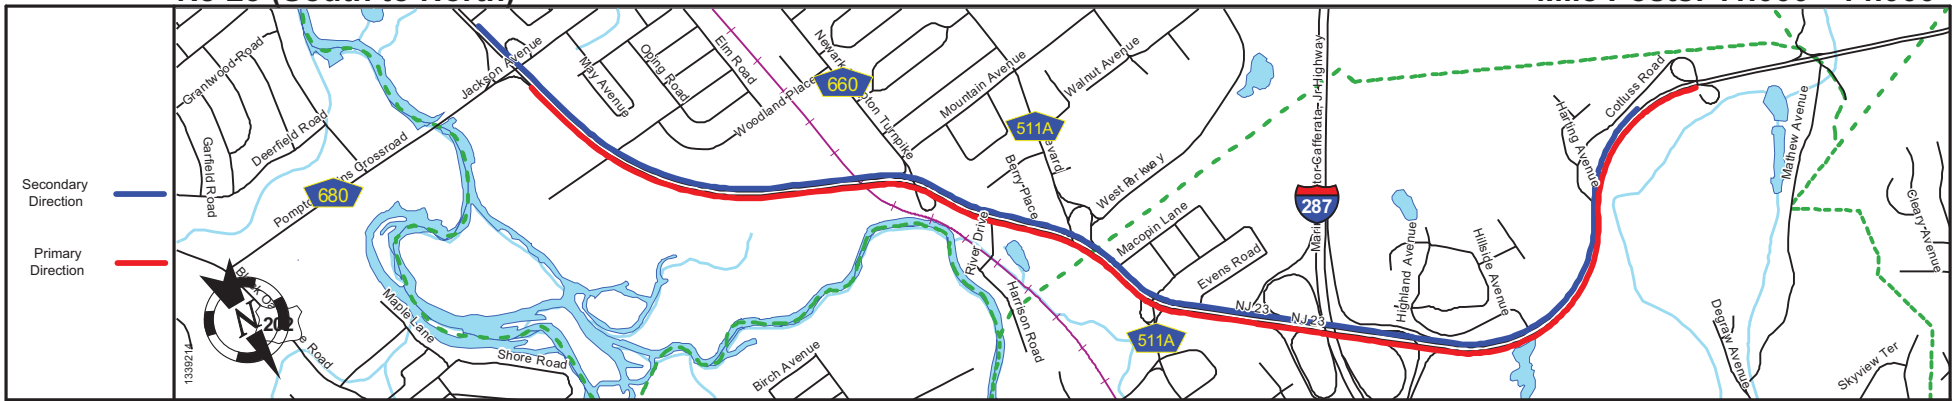 Secondary
Direction
Primary
Direction
Grantwood Road
Garfield Road
Deerfield Road
680
Jackson Avenue
May Avenue
Oping Road
Elm Road
Woodland Place
660
Mountain Avenue
511A
Walnut Avenue
Berry Place
West Parkway
River Drive
Harrison Road
Macopin Lane
Evens Road
511A
NJ 23
NJ 23
287
Highland Avenue
Hillside Avenue
Harting Avenue
Cotluss Road
Mathew Avenue
Cleary Avenue
Degraw Avenue
Skyview Ter
Maple Lane
Shore Road
Birch Avenue
N
202
1339214